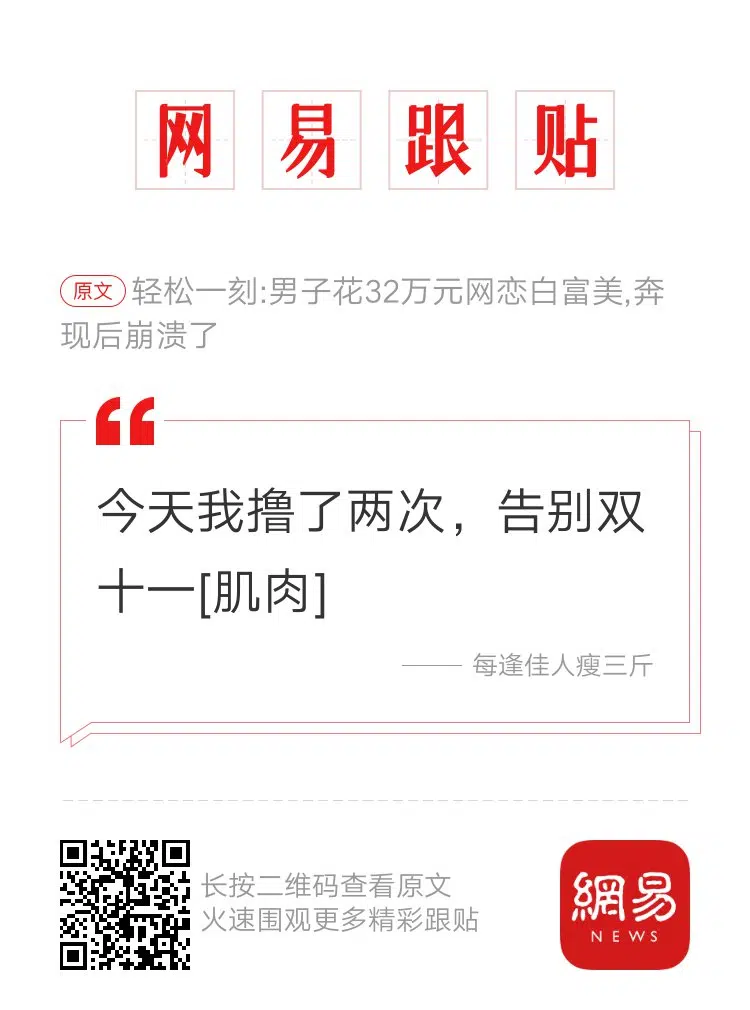 网易跟贴
原文 轻松一刻:男子花32万元网恋白富美,奔
现后崩溃了
今天我撸了两次，告别双
十一[肌肉]
—— 每逢佳人瘦三斤
长按二维码查看原文
火速围观更多精彩跟贴
網易
NEWS